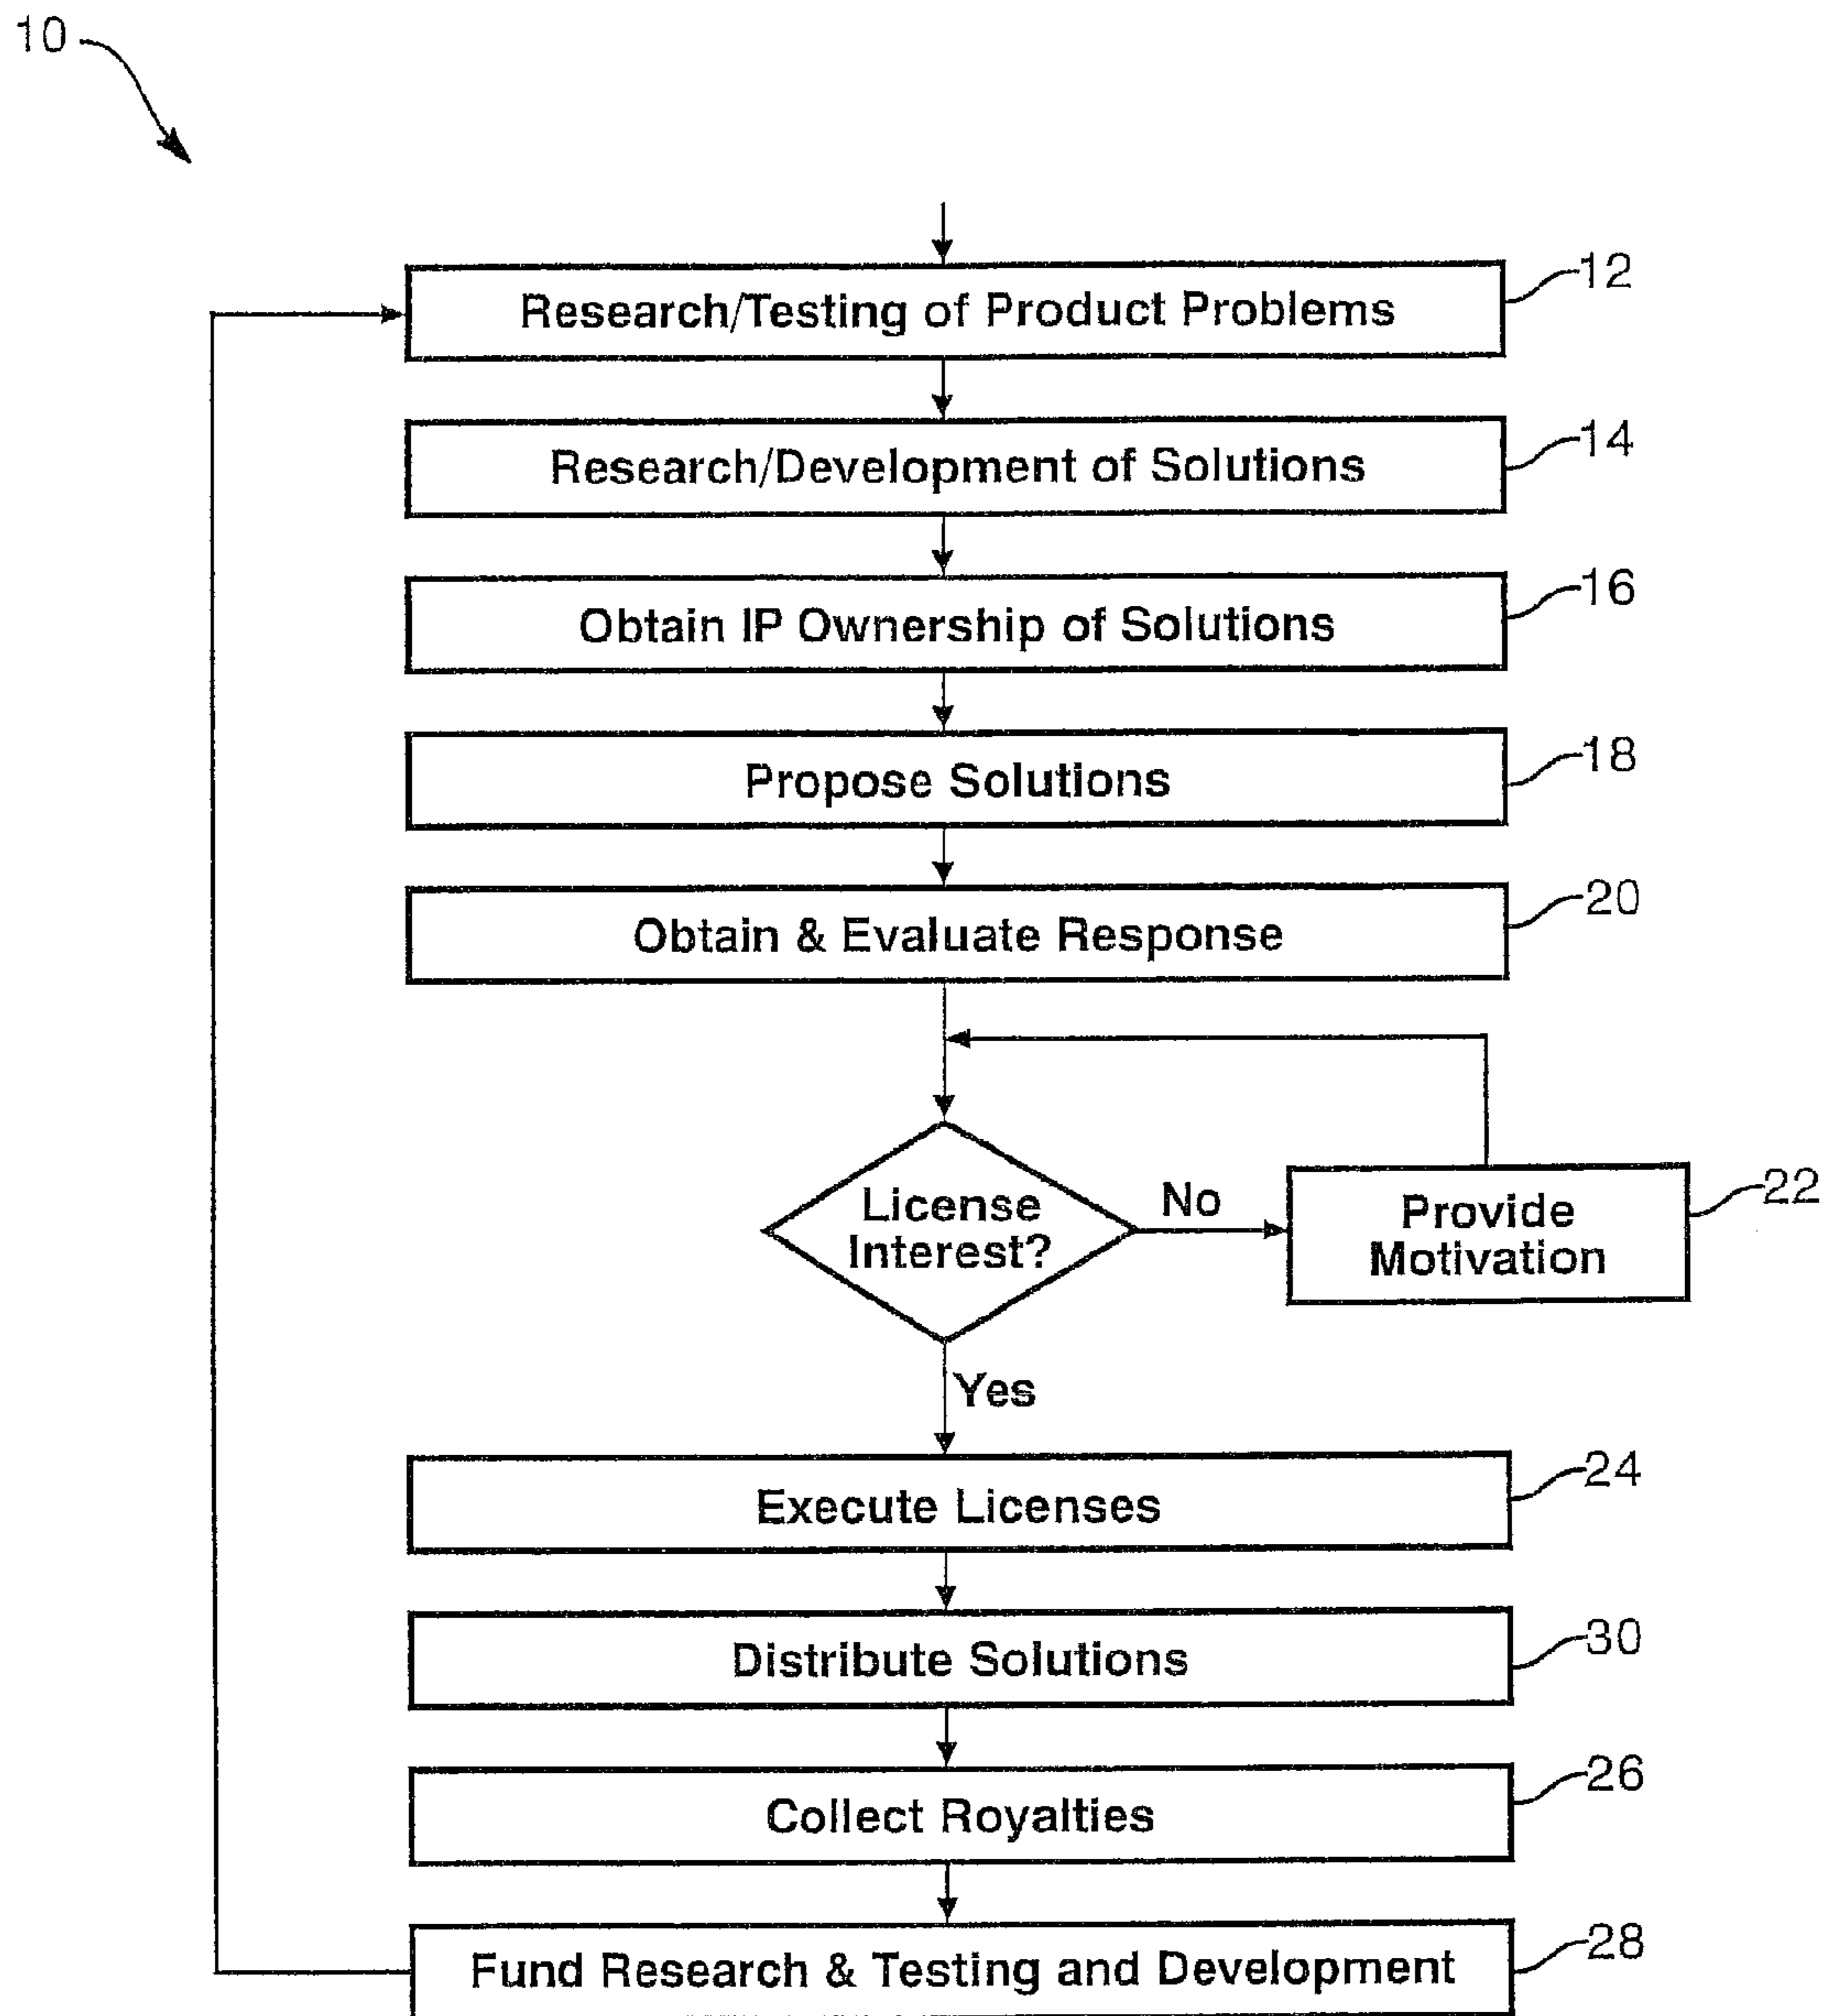 10
Research/Testing of Product Problems
12
Research/Development of Solutions
14
Obtain IP Ownership of Solutions
16
Propose Solutions
18
Obtain & Evaluate Response
20
License
Interest?
No
Provide
Motivation
22
Yes
Execute Licenses
24
Distribute Solutions
30
Collect Royalties
26
Fund Research & Testing and Development
28